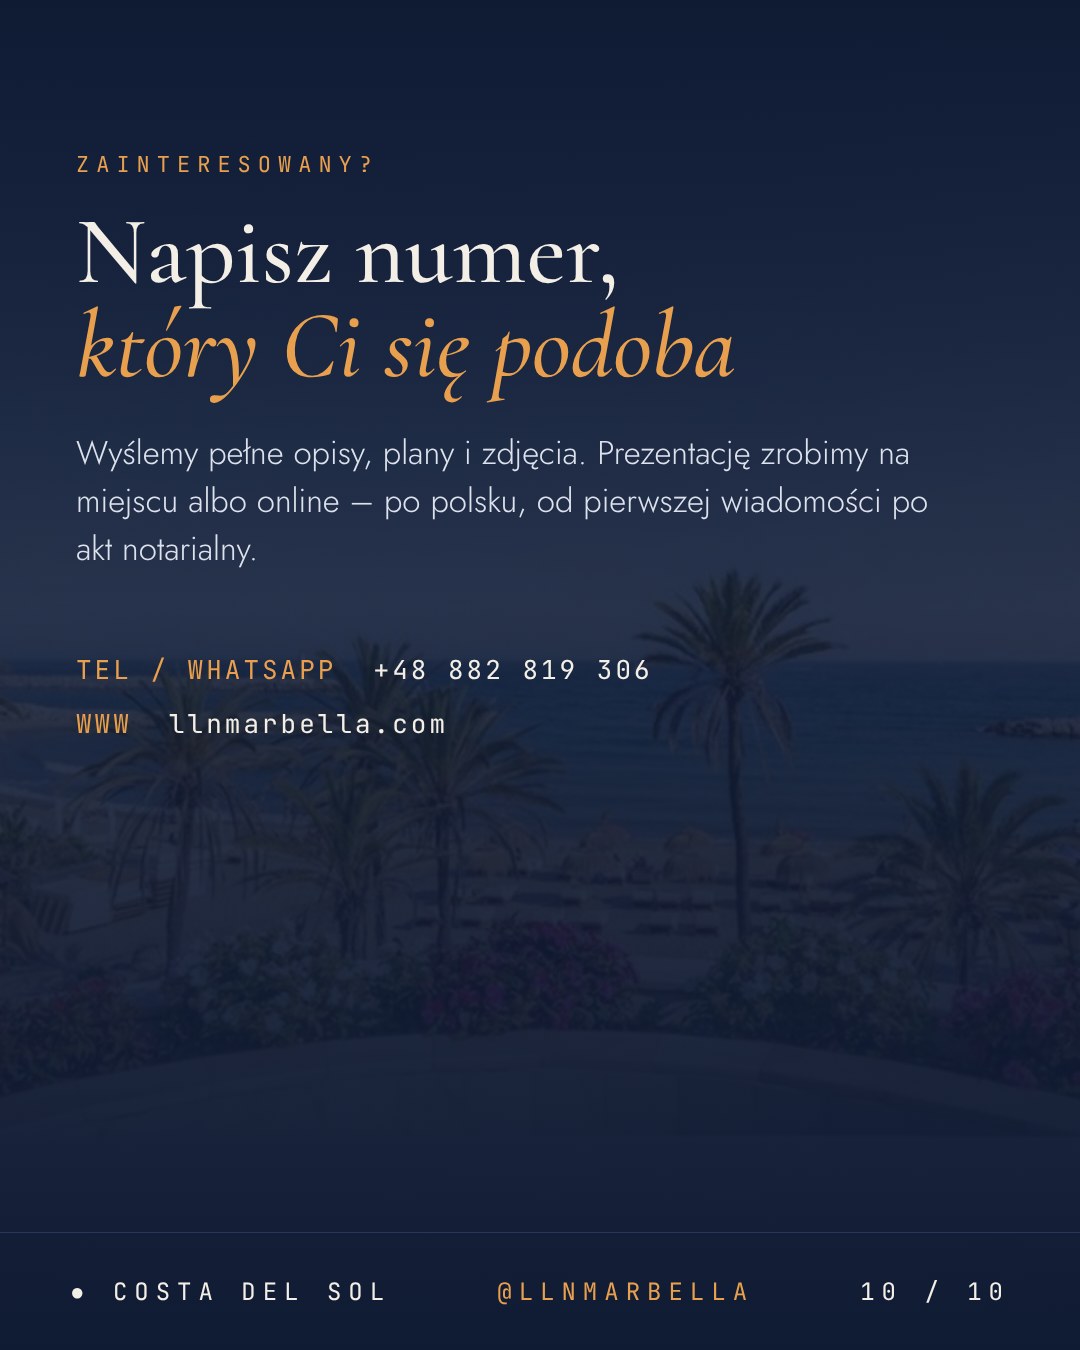 ZAINTERESOWANY?
Napisz numer,
który Ci się podoba
Wyślemy pełne opisy, plany i zdjęcia. Prezentację zrobimy na
miejscu albo online – po polsku, od pierwszej wiadomości po
akt notarialny.
TEL / WHATSAPP +48 882 819 306
WWW llnmarbella.com
• COSTA DEL SOL @LLNMARBELLA 10 / 10